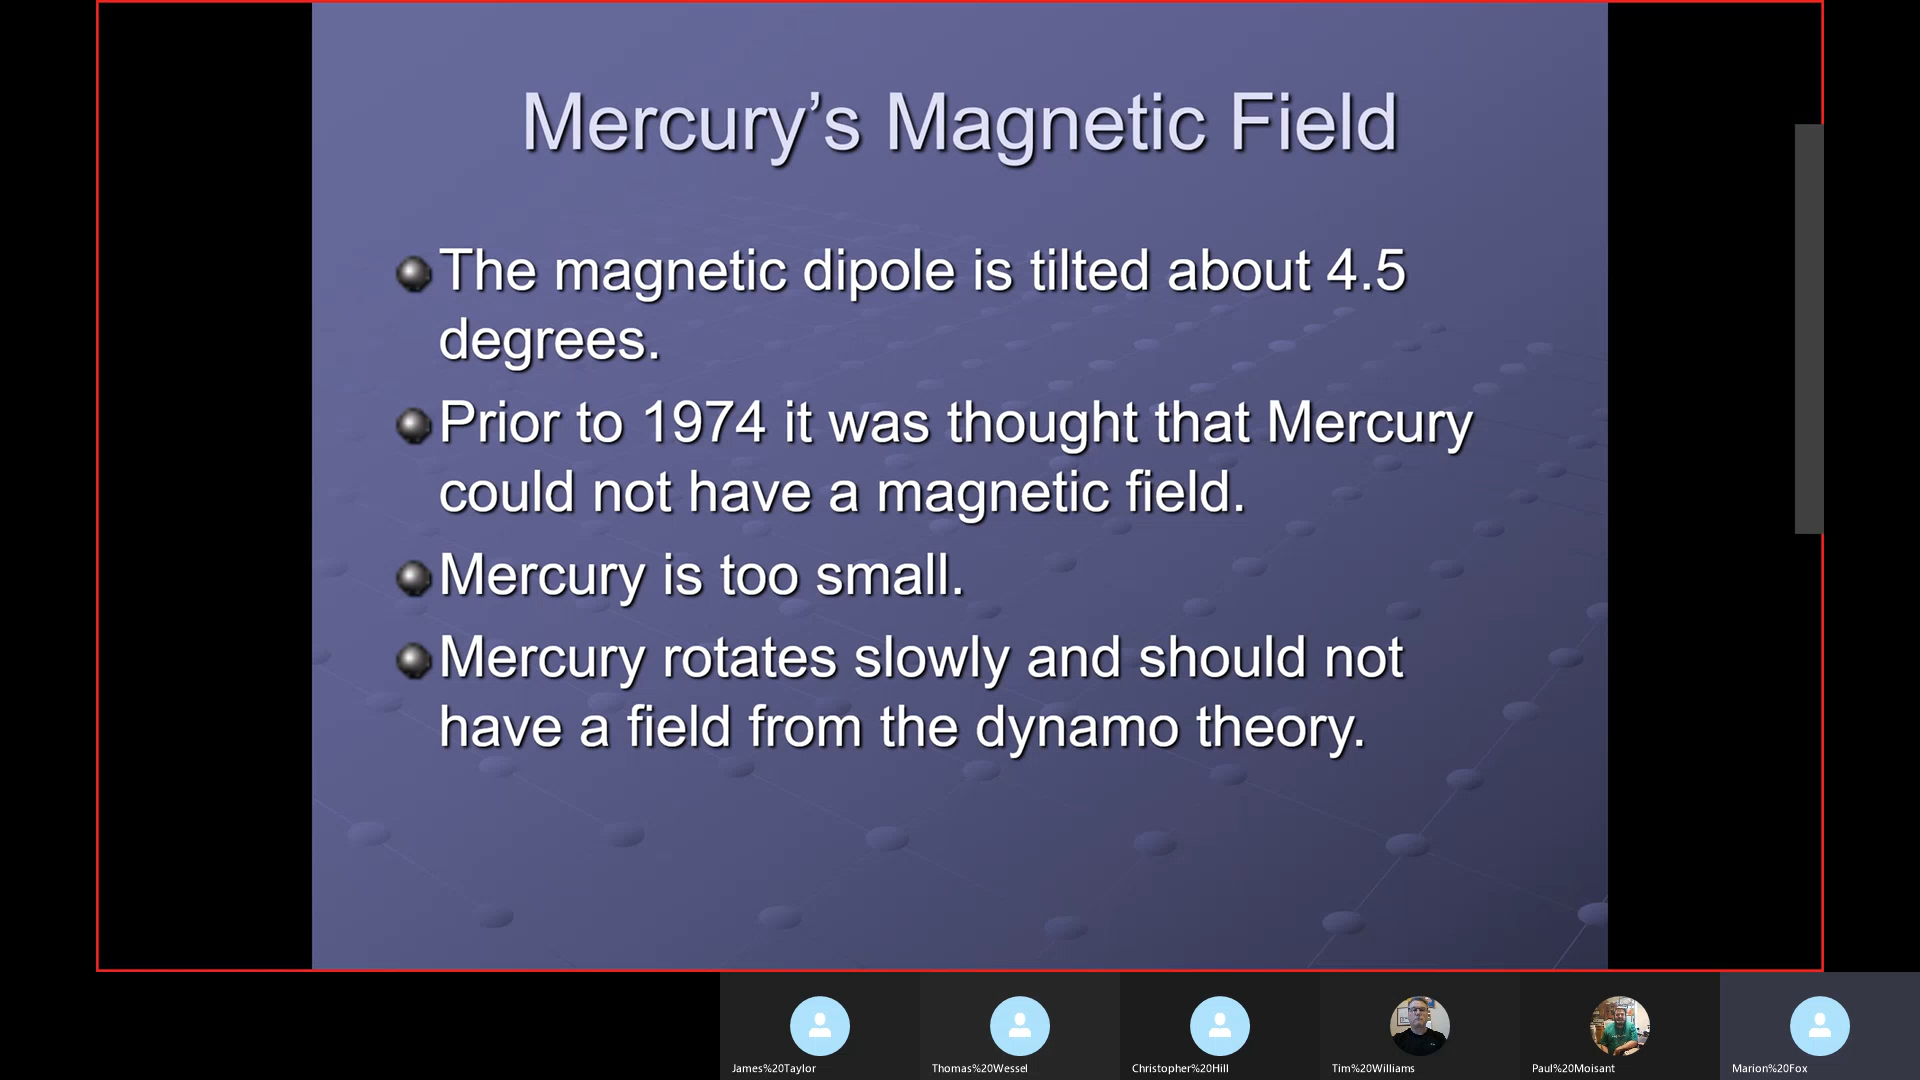 Mercury’s Magnetic Field
The magnetic dipole is tilted about 4.5
degrees.
Prior to 1974 it was thought that Mercury
could not have a magnetic field.
Mercury is too small.
Mercury rotates slowly and should not
have a field from the dynamo theory.
James%20Taylor
Thomas%20Wessel
Christopher%20Hill
Tim%20Williams
Paul%20Moisant
Marion%20Fox